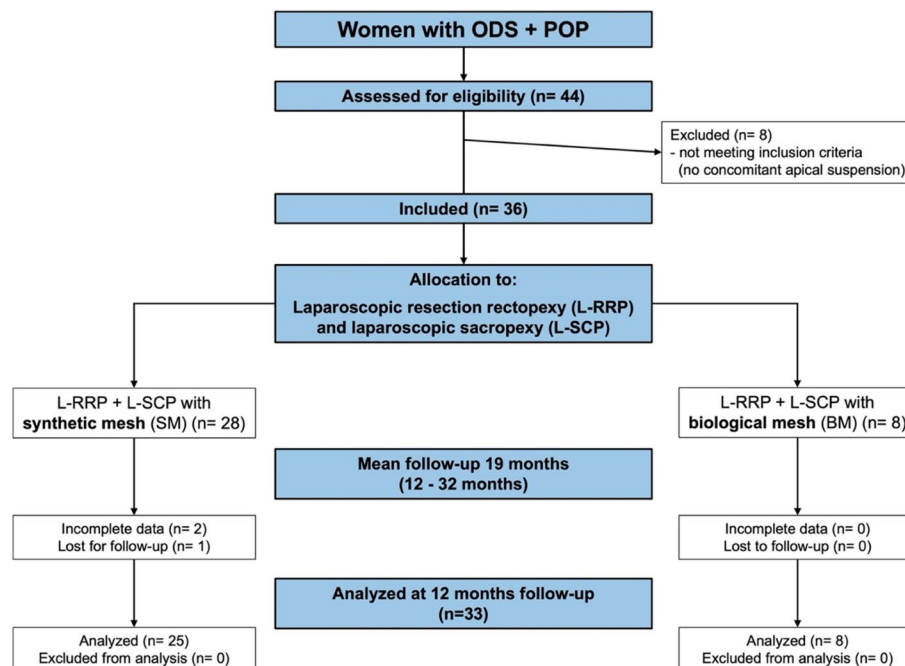 Women with ODS + POP
Assessed for eligibility (n= 44)
Excluded (n= 8)
- not meeting inclusion criteria
(no concomitant apical suspension)
Included (n= 36)
Allocation to:
Laparoscopic resection rectopexy (L-RRP)
and laparoscopic sacropexy (L-SCP)
L-RRP + L-SCP with
synthetic mesh (SM) (n= 28)
L-RRP + L-SCP with
biological mesh (BM) (n= 8)
Mean follow-up 19 months
(12 - 32 months)
Incomplete data (n= 2)
Lost for follow-up (n= 1)
Incomplete data (n= 0)
Lost to follow-up (n= 0)
Analyzed at 12 months follow-up
(n=33)
Analyzed (n= 25)
Excluded from analysis (n= 0)
Analyzed (n= 8)
Excluded from analysis (n= 0)